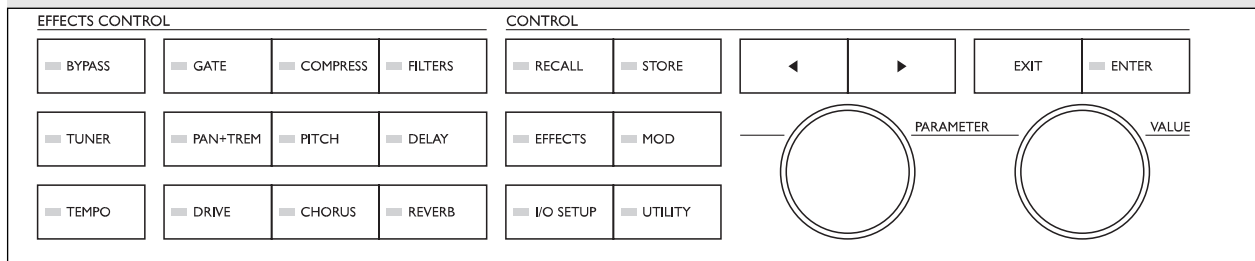 EFFECTS CONTROL CONTROL
BYPASS GATE COMPRESS FILTERS RECALL STORE ◀ ▶ EXIT ENTER
TUNER PAN+TREM PITCH DELAY EFFECTS MOD PARAMETER VALUE
TEMPO DRIVE CHORUS REVERB I/O SETUP UTILITY